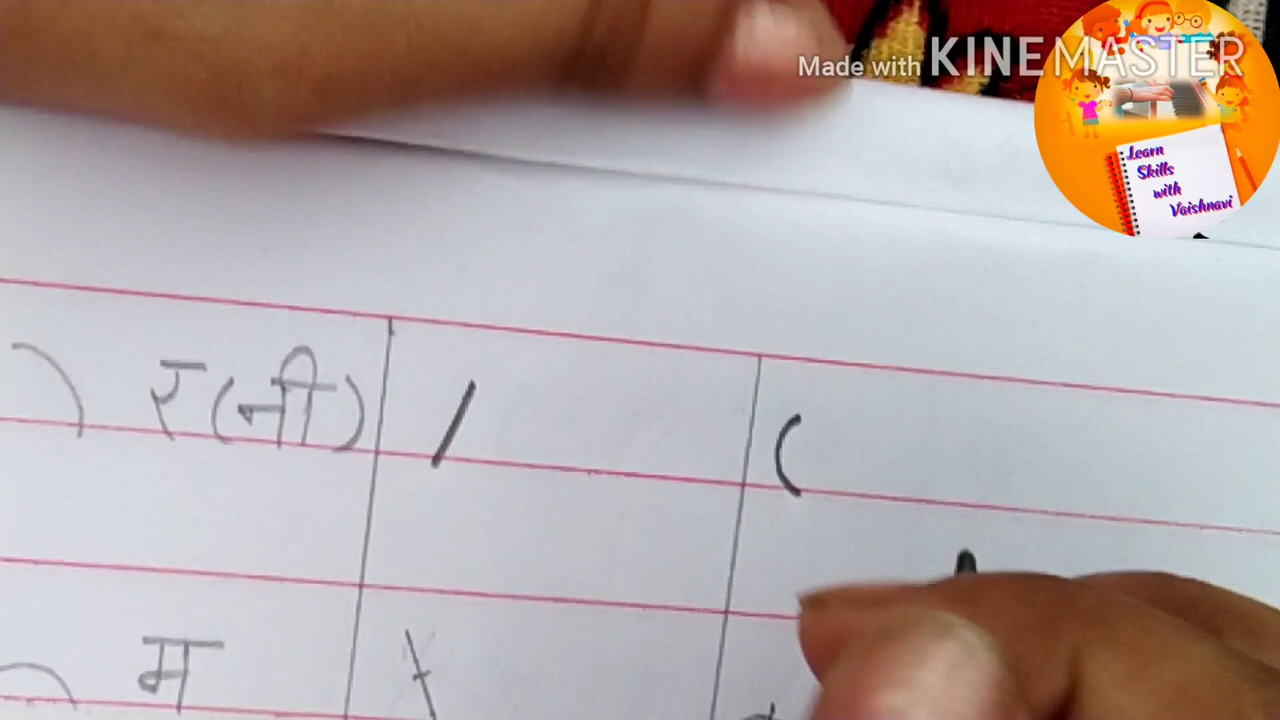 Made with KINEMASTER
Learn
Skills
with
Vaishnavi
र (नी)
म